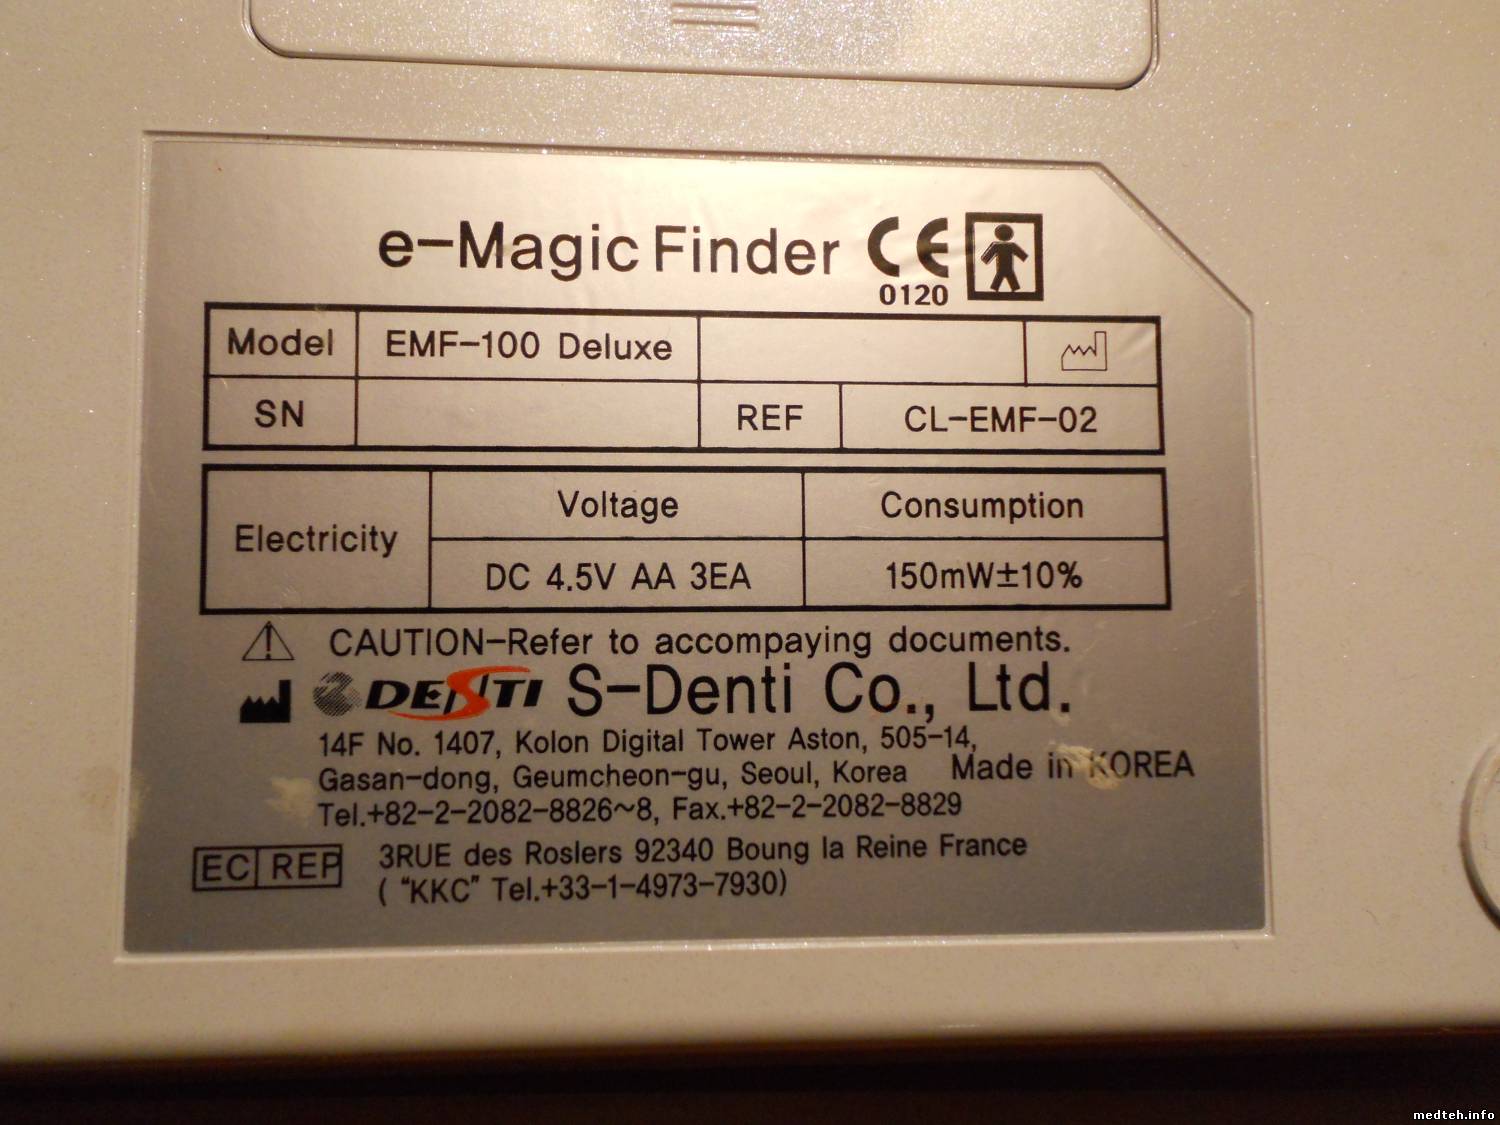 e-Magic Finder CE
0120
Model EMF-100 Deluxe
SN REF CL-EMF-02
Electricity Voltage Consumption
DC 4.5V AA 3EA 150mW±10%
CAUTION-Refer to accompaying documents.
DENTI S-Denti Co., Ltd.
14F No. 1407, Kolon Digital Tower Aston, 505-14,
Gasan-dong, Geumcheon-gu, Seoul, Korea Made in KOREA
Tel.+82-2-2082-8826~8, Fax.+82-2-2082-8829
EC REP 3RUE des Roslers 92340 Boung la Reine France
( "KKC" Tel.+33-1-4973-7930)
medteh.info